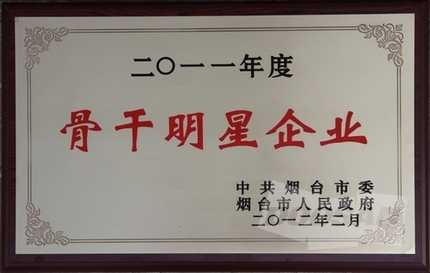 二〇一一年度
骨干明星企业
中共烟台市委
烟台市人民政府
二〇一二年二月